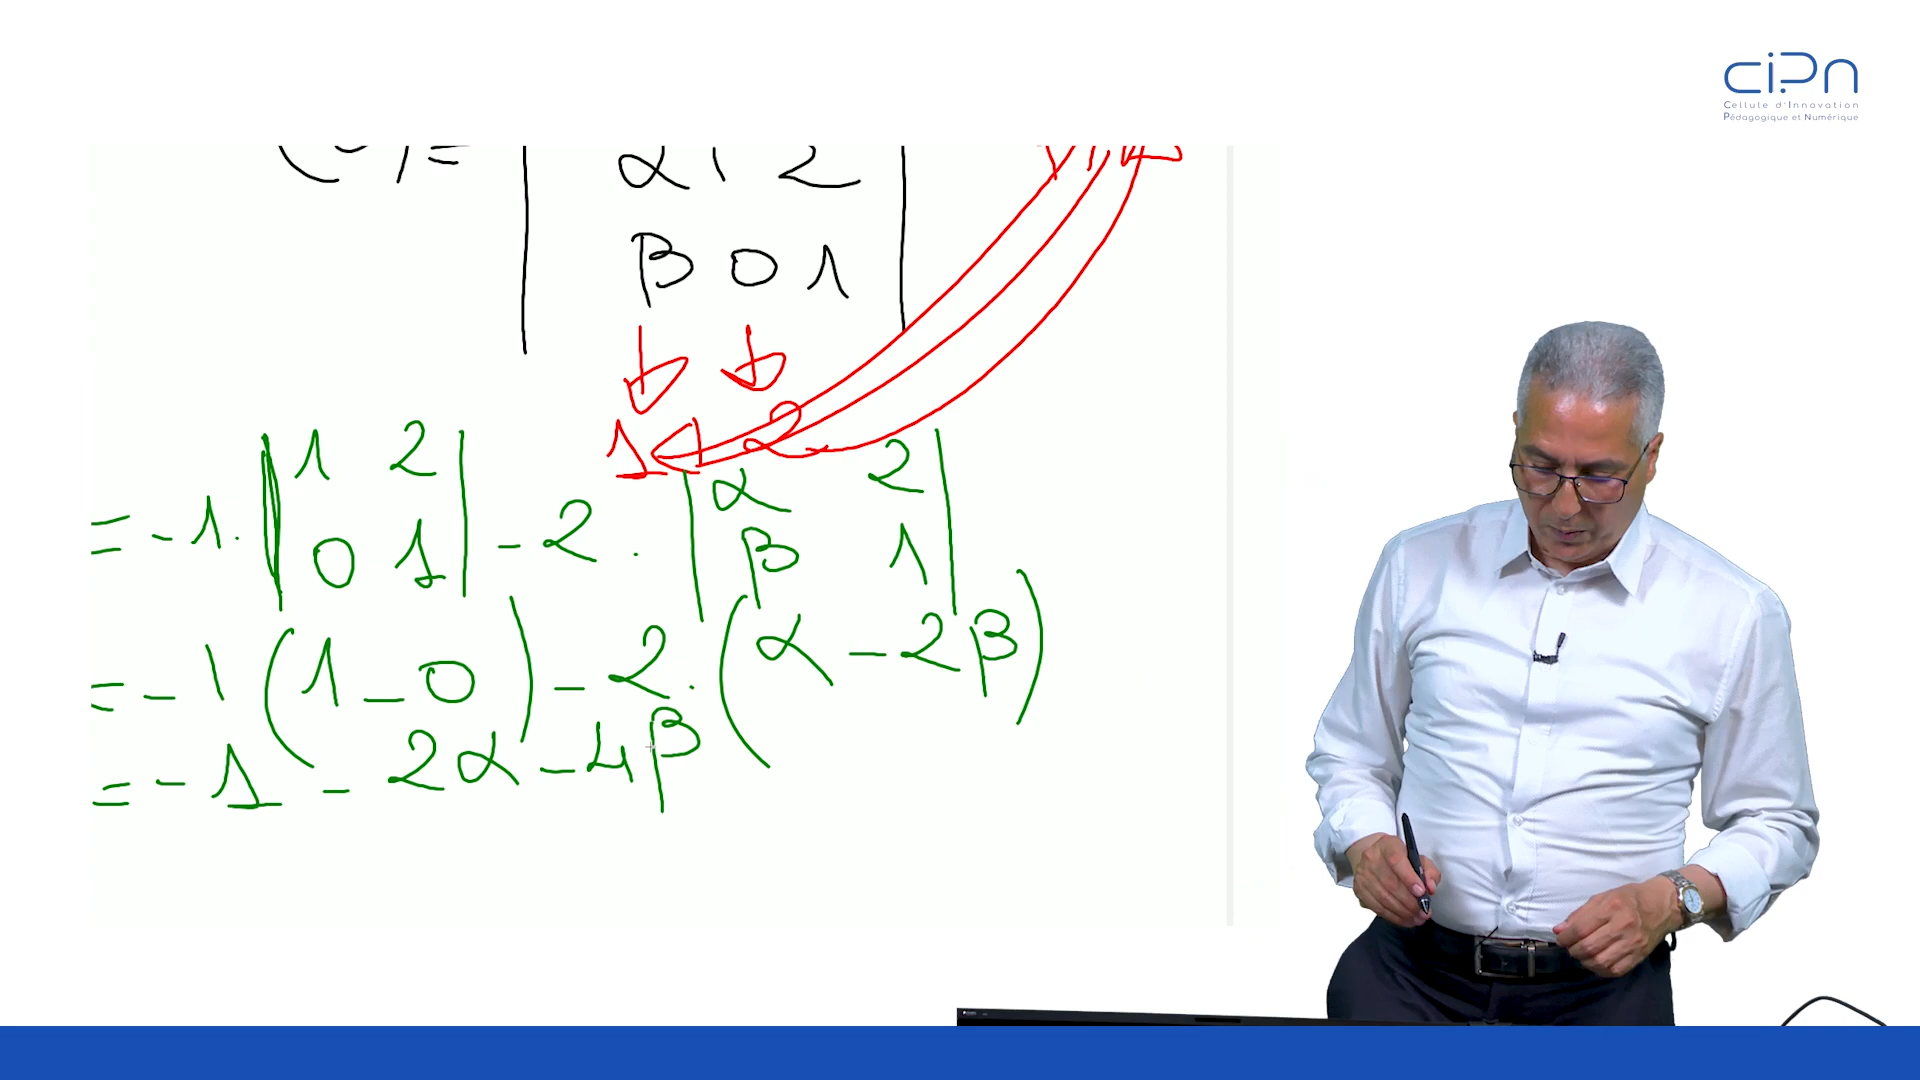 cipn
Cellule d'Innovation
Pédagogique et Numérique
α 1 2
β 0 1
1 2
= -1. | 1 2 | - 2 . | α 2 |
| 0 1 | | β 1 |
= -1 (1 - 0) - 2. (α - 2β)
= -1 - 2α - 4β